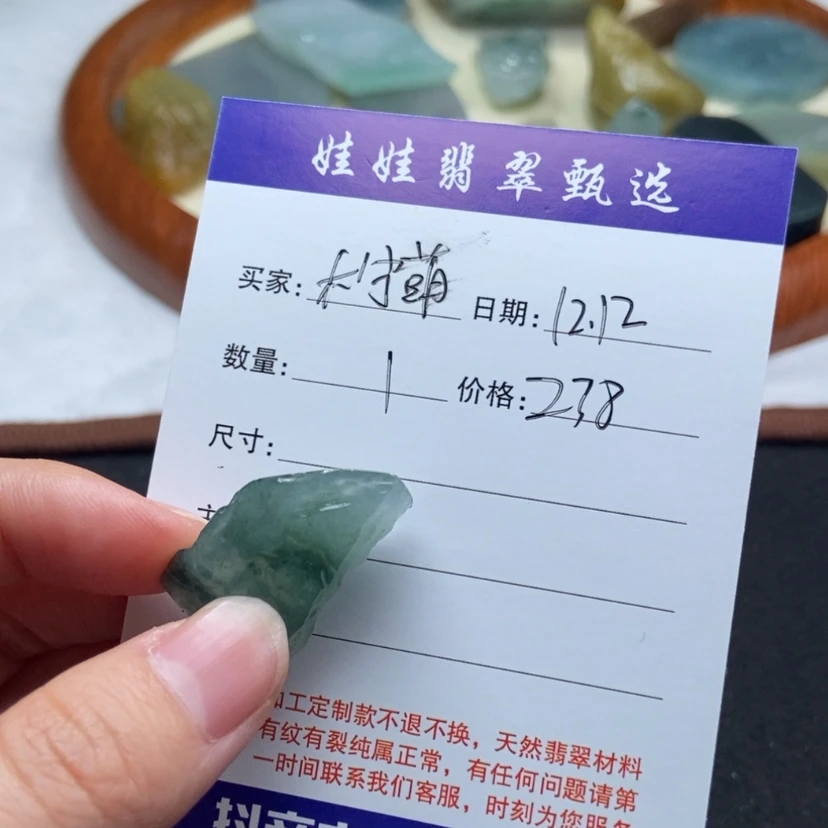 娃娃翡翠甄选
买家: 日期:12.12
数量:1 价格:238
尺寸:
加工定制款不退不换，天然翡翠材料
有纹有裂纯属正常，有任何问题请第
一时间联系我们客服，时刻为您服务
抖音